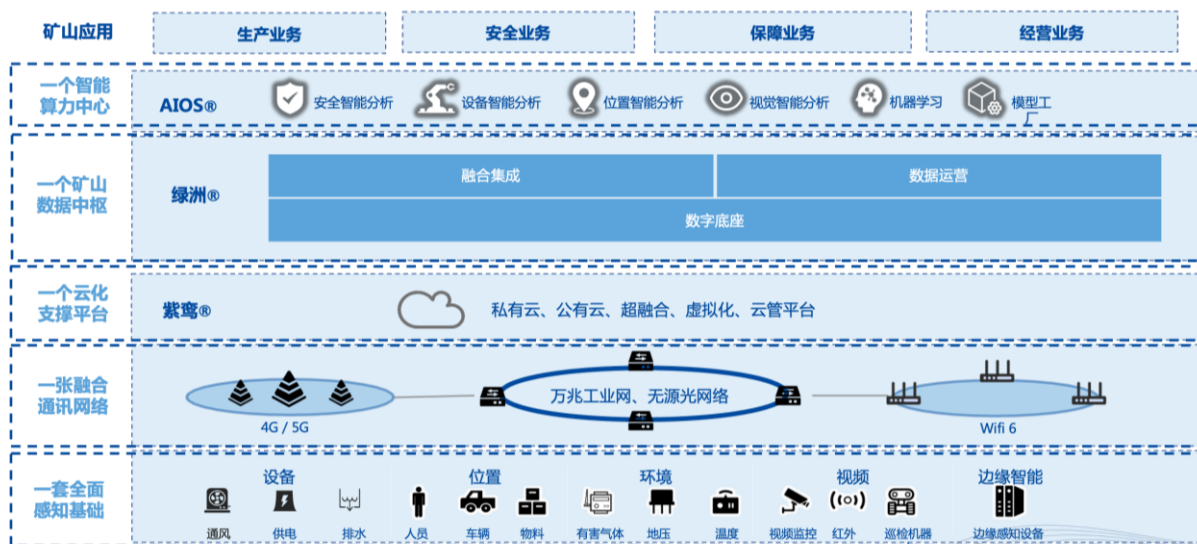 矿山应用
生产业务
安全业务
保障业务
经营业务
一个智能
算力中心
AIOS®
安全智能分析
设备智能分析
位置智能分析
视觉智能分析
机器学习
模型工
厂
一个矿山
数据中枢
绿洲®
融合集成
数据运营
数字底座
一个云化
支撑平台
紫鸾®
私有云、公有云、超融合、虚拟化、云管平台
一张融合
通讯网络
4G / 5G
万兆工业网、无源光网络
Wifi 6
一套全面
感知基础
设备
位置
环境
视频
边缘智能
通风
供电
排水
人员
车辆
物料
有害气体
地压
温度
视频监控
红外
巡检机器
边缘感知设备